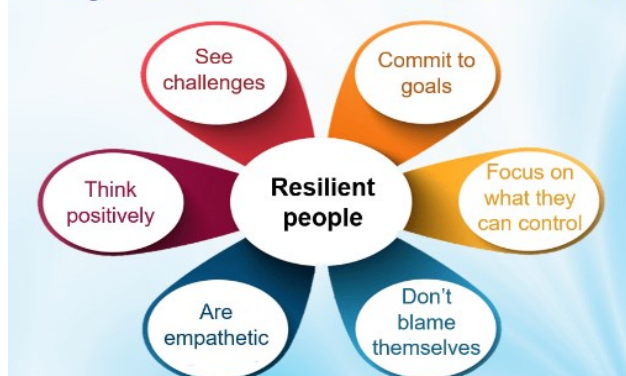 See
challenges
Commit to
goals
Think
positively
Resilient
people
Focus on
what they
can control
Are
empathetic
Don't
blame
themselves